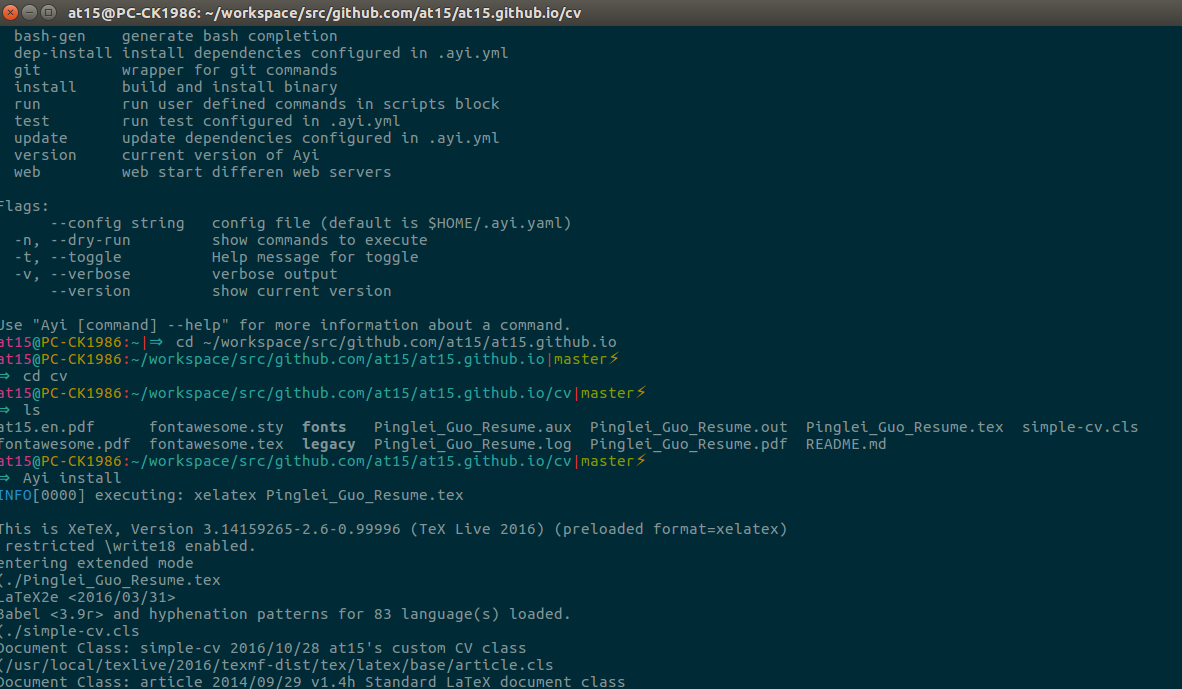 at15@PC-CK1986: ~/workspace/src/github.com/at15/at15.github.io/cv
bash-gen    generate bash completion
dep-install install dependencies configured in .ayi.yml
git         wrapper for git commands
install     build and install binary
run         run user defined commands in scripts block
test        run test configured in .ayi.yml
update      update dependencies configured in .ayi.yml
version     current version of Ayi
web         web start differen web servers
Flags:
--config string   config file (default is $HOME/.ayi.yaml)
-n, --dry-run         show commands to execute
-t, --toggle          Help message for toggle
-v, --verbose         verbose output
--version         show current version
Use "Ayi [command] --help" for more information about a command.
at15@PC-CK1986:~|⇒  cd ~/workspace/src/github.com/at15/at15.github.io
at15@PC-CK1986:~/workspace/src/github.com/at15/at15.github.io|master⚡
⇒  cd cv
at15@PC-CK1986:~/workspace/src/github.com/at15/at15.github.io/cv|master⚡
⇒  ls
at15.en.pdf      fontawesome.sty  fonts   Pinglei_Guo_Resume.aux  Pinglei_Guo_Resume.out  Pinglei_Guo_Resume.tex  simple-cv.cls
fontawesome.pdf  fontawesome.tex  legacy  Pinglei_Guo_Resume.log  Pinglei_Guo_Resume.pdf  README.md
at15@PC-CK1986:~/workspace/src/github.com/at15/at15.github.io/cv|master⚡
⇒  Ayi install
INFO[0000] executing: xelatex Pinglei_Guo_Resume.tex
This is XeTeX, Version 3.14159265-2.6-0.99996 (TeX Live 2016) (preloaded format=xelatex)
restricted \write18 enabled.
entering extended mode
(./Pinglei_Guo_Resume.tex
LaTeX2e <2016/03/31>
Babel <3.9r> and hyphenation patterns for 83 language(s) loaded.
(./simple-cv.cls
Document Class: simple-cv 2016/10/28 at15's custom CV class
(/usr/local/texlive/2016/texmf-dist/tex/latex/base/article.cls
Document Class: article 2014/09/29 v1.4h Standard LaTeX document class